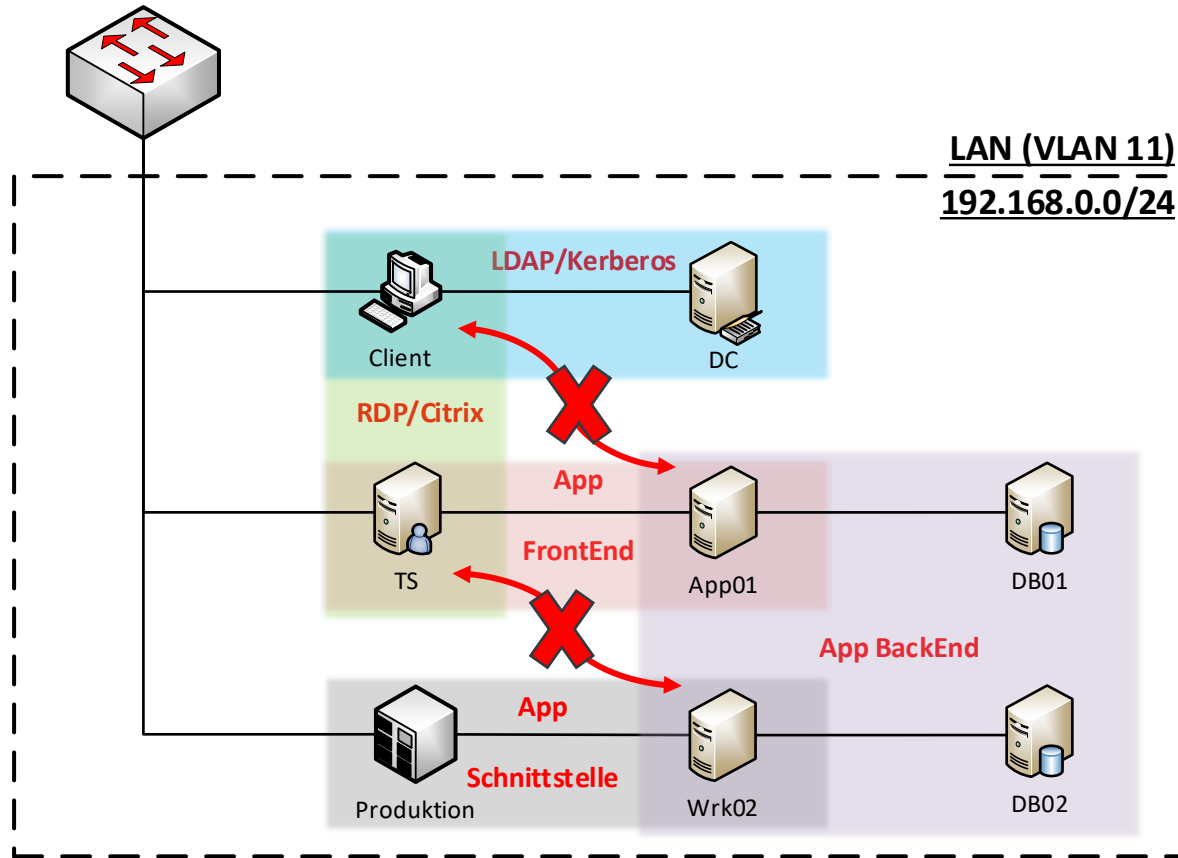 LAN (VLAN 11)
192.168.0.0/24
LDAP/Kerberos
Client
DC
RDP/Citrix
App
FrontEnd
TS
App01
DB01
App BackEnd
App
Schnittstelle
Produktion
Wrk02
DB02